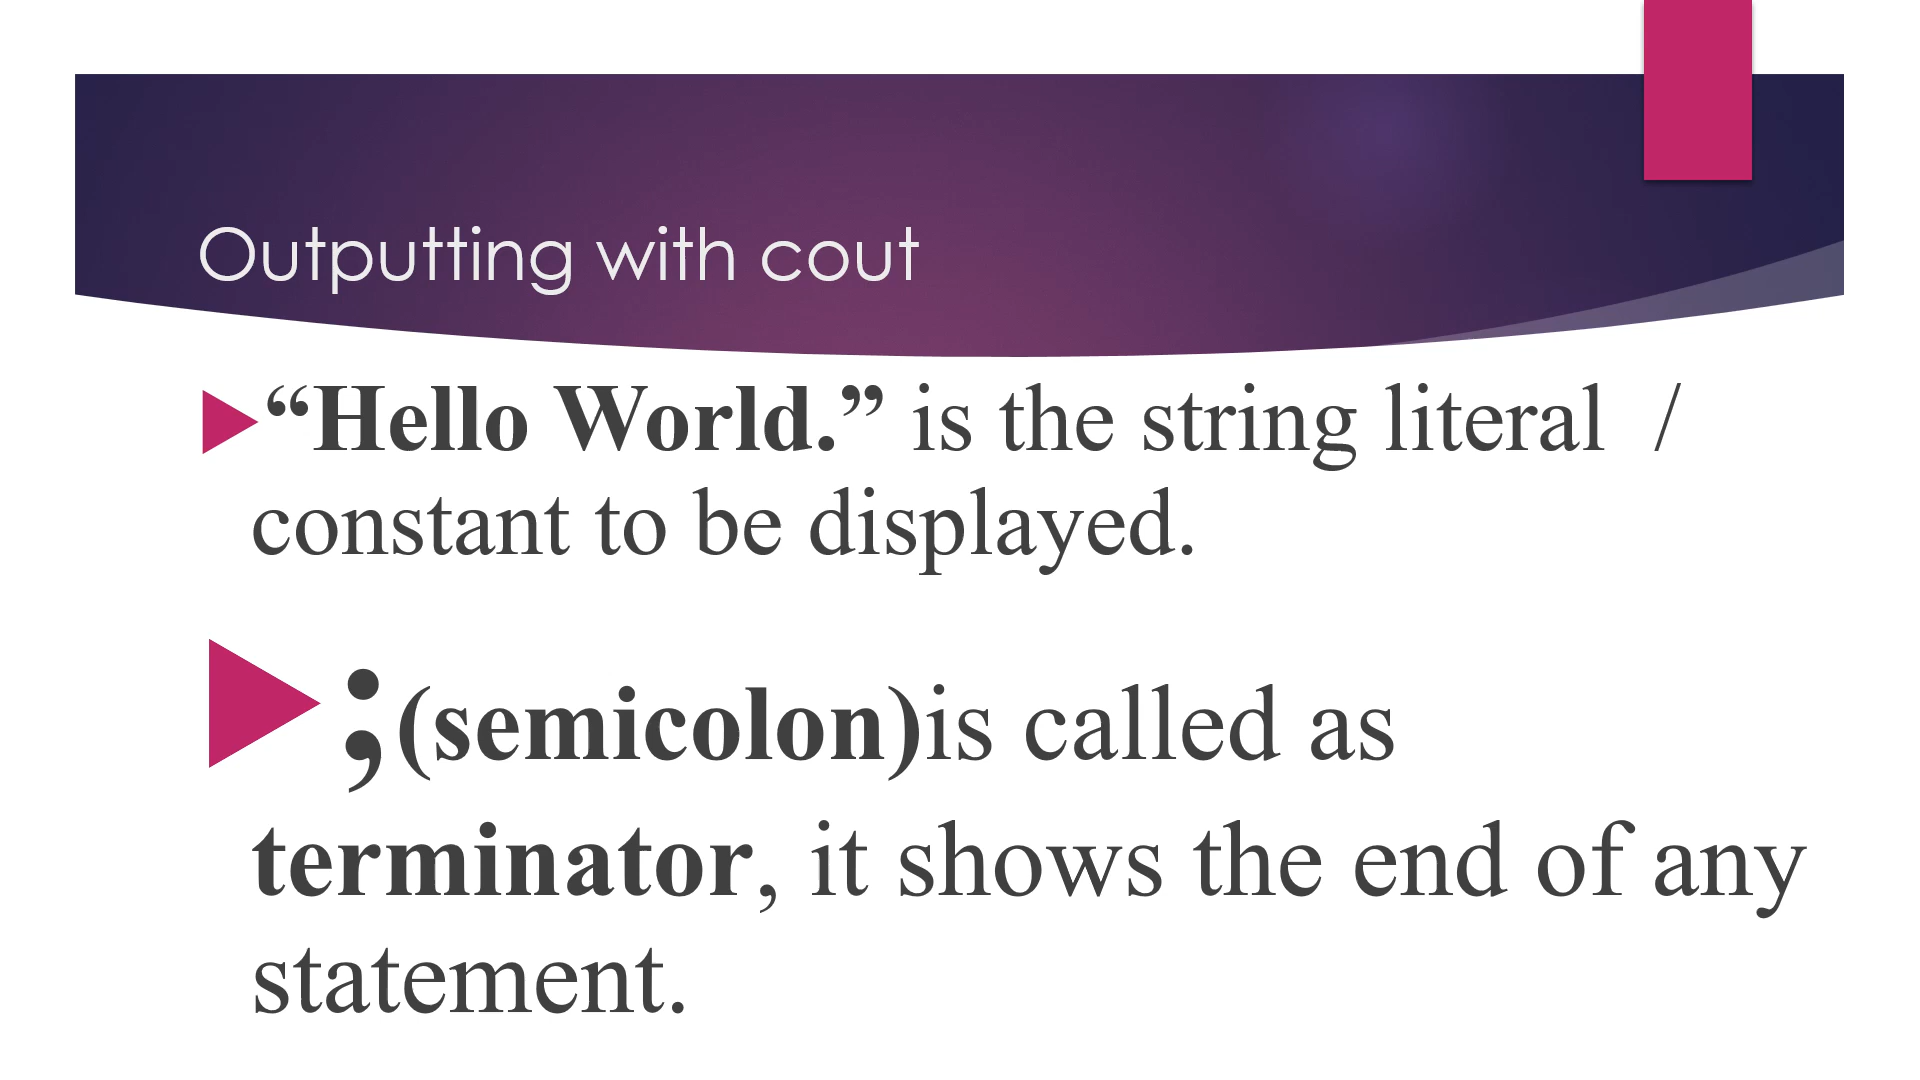 Outputting with cout
“Hello World.” is the string literal  /
constant to be displayed.
;(semicolon)is called as
terminator, it shows the end of any
statement.